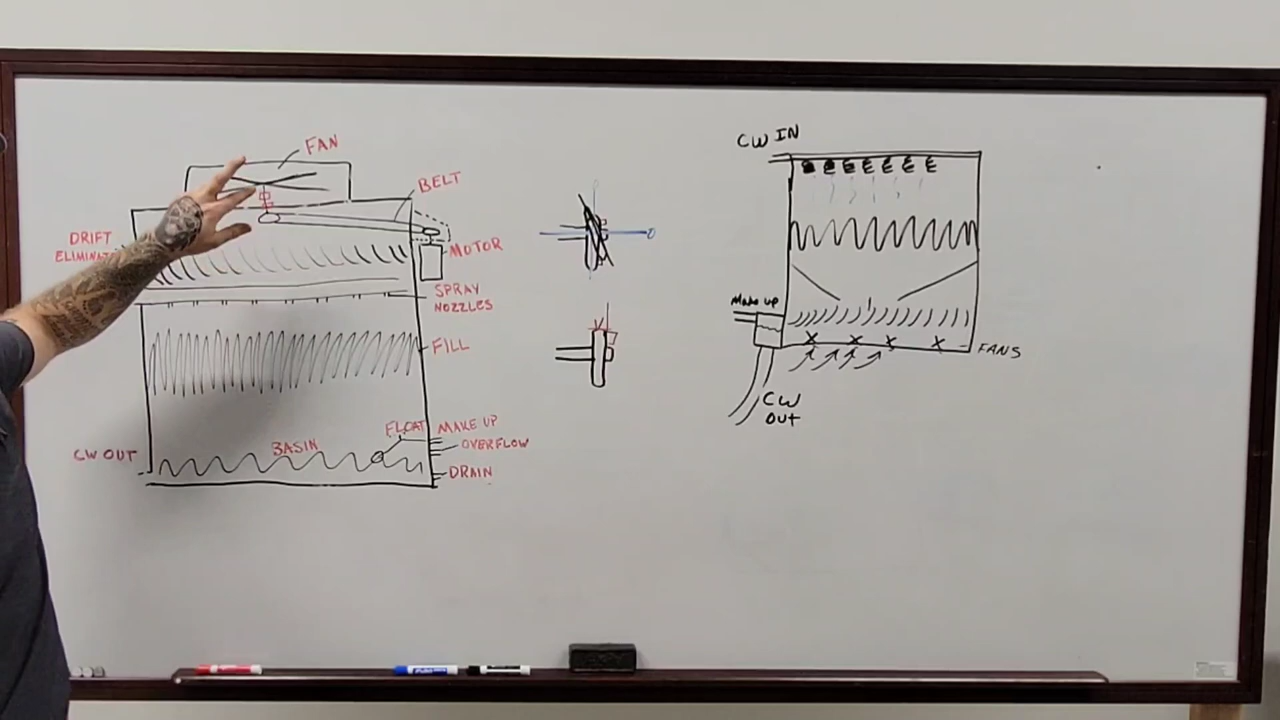 FAN
BELT
DRIFT
MOTOR
SPRAY
NOZZLES
FILL
FLOAT
MAKE UP
BASIN
OVERFLOW
CW OUT
DRAIN
CW IN
Make up
FANS
CW
OUT